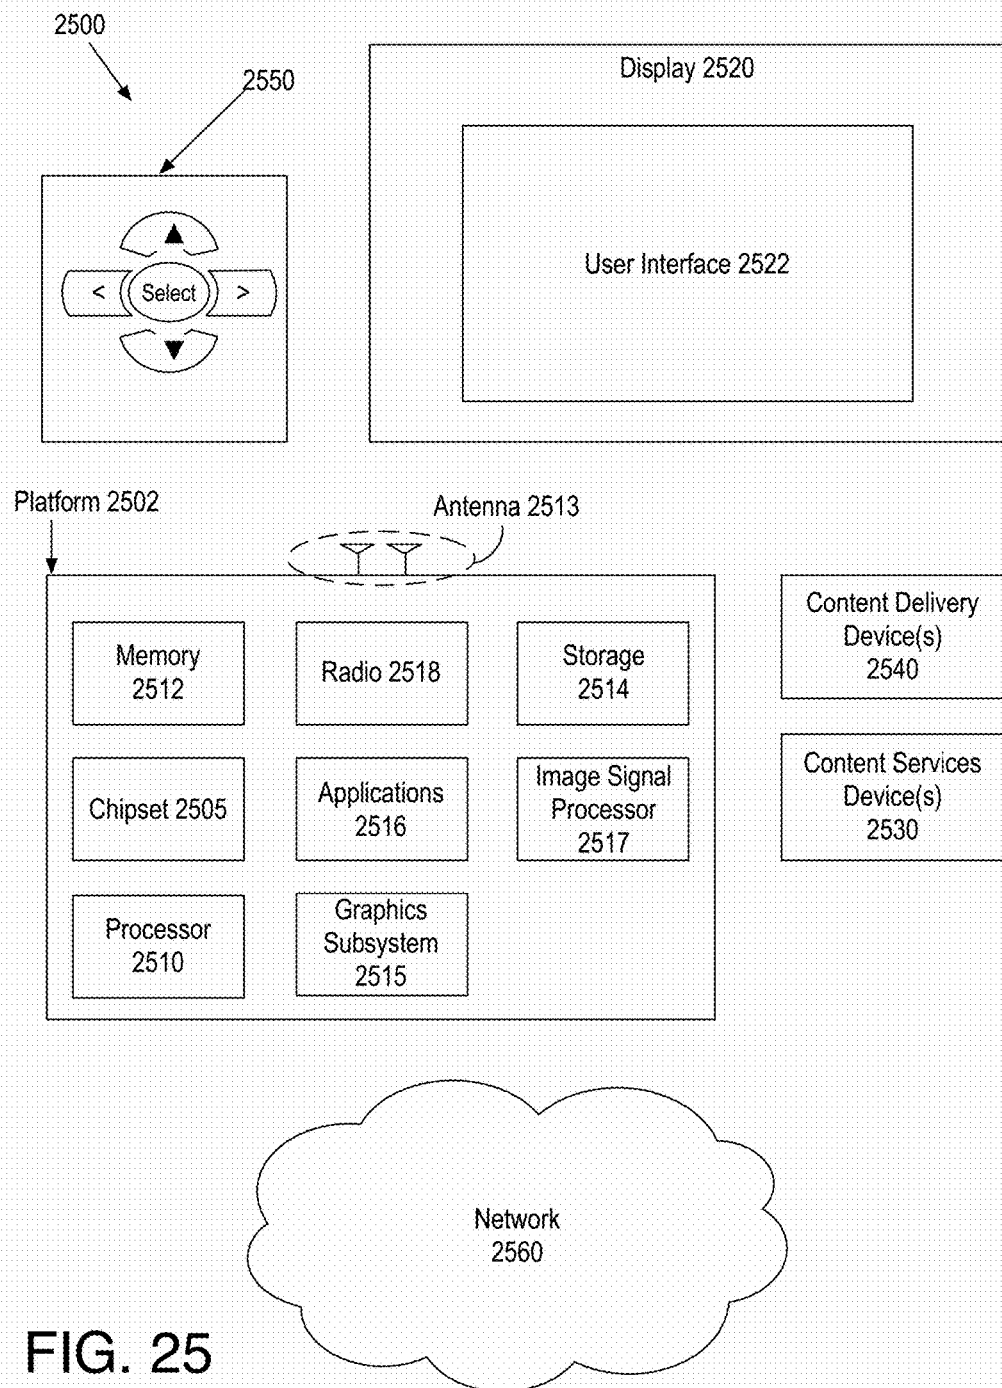 2500
2550
Display 2520
User Interface 2522
<
Select
>
Platform 2502
Antenna 2513
Memory
2512
Radio 2518
Storage
2514
Content Delivery
Device(s)
2540
Chipset 2505
Applications
2516
Image Signal
Processor
2517
Content Services
Device(s)
2530
Processor
2510
Graphics
Subsystem
2515
Network
2560
FIG. 25